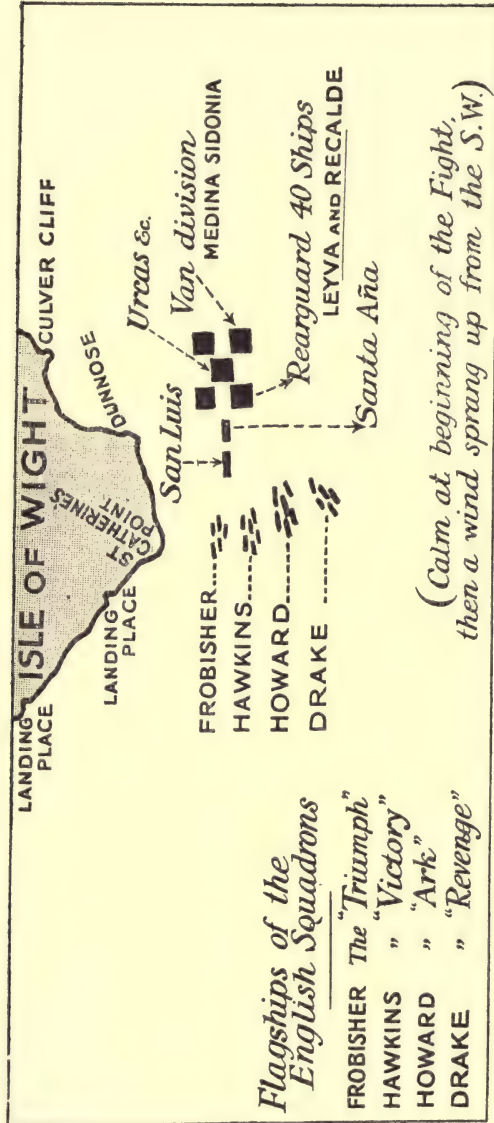 LANDING
PLACE
ISLE OF WIGHT
LANDING
PLACE
ST
CATHERINE'S
POINT
DUNNOSE
CULVER CLIFF
San Luis
Urcas &c.
Van division
MEDINA SIDONIA
Rearguard 40 Ships
LEYVA AND RECALDE
Santa Aña
FROBISHER
HAWKINS
HOWARD
DRAKE
Flagships of the
English Squadrons
FROBISHER The "Triumph"
HAWKINS „ "Victory"
HOWARD „ "Ark"
DRAKE „ "Revenge"
(Calm at beginning of the Fight,
then a wind sprang up from the S.W.)